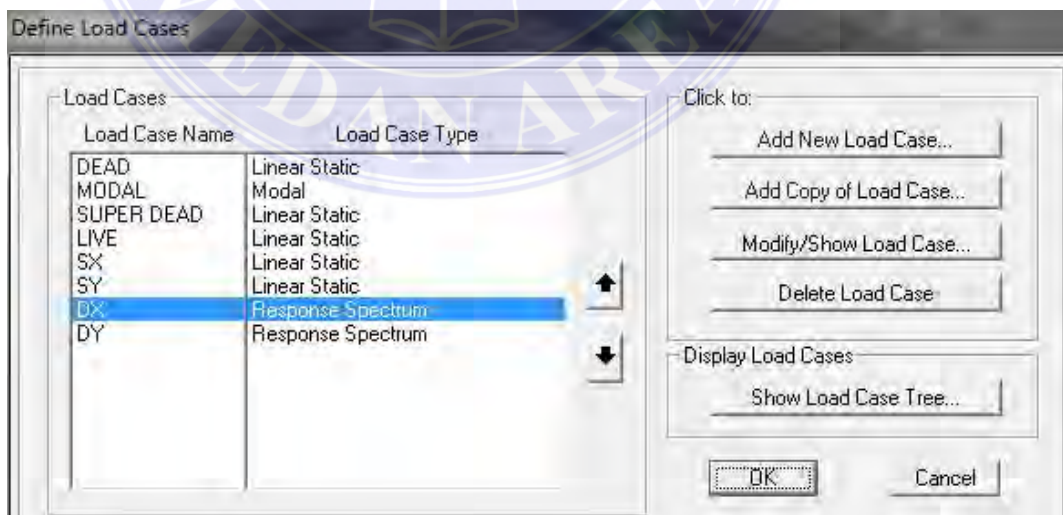 MEDAN AREA
Define Load Cases
Load Cases
Load Case Name Load Case Type
DEAD Linear Static
MODAL Modal
SUPER DEAD Linear Static
LIVE Linear Static
SX Linear Static
SY Linear Static
DX Response Spectrum
DY Response Spectrum
Click to:
Add New Load Case...
Add Copy of Load Case...
Modify/Show Load Case...
Delete Load Case
Display Load Cases
Show Load Case Tree...
OK Cancel